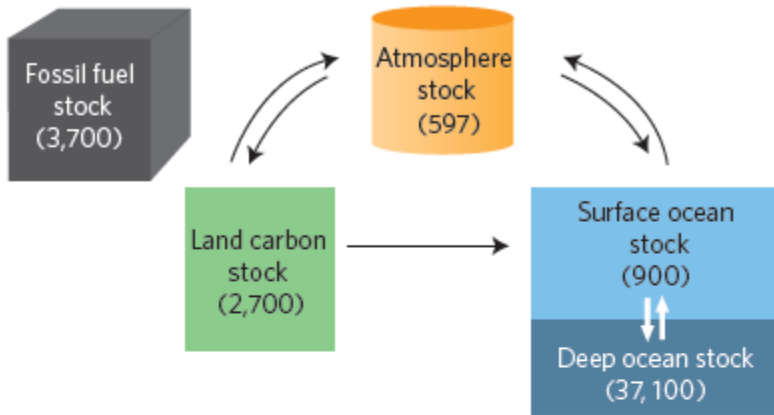 Fossil fuel
stock
(3,700)
Atmosphere
stock
(597)
Land carbon
stock
(2,700)
Surface ocean
stock
(900)
Deep ocean stock
(37, 100)